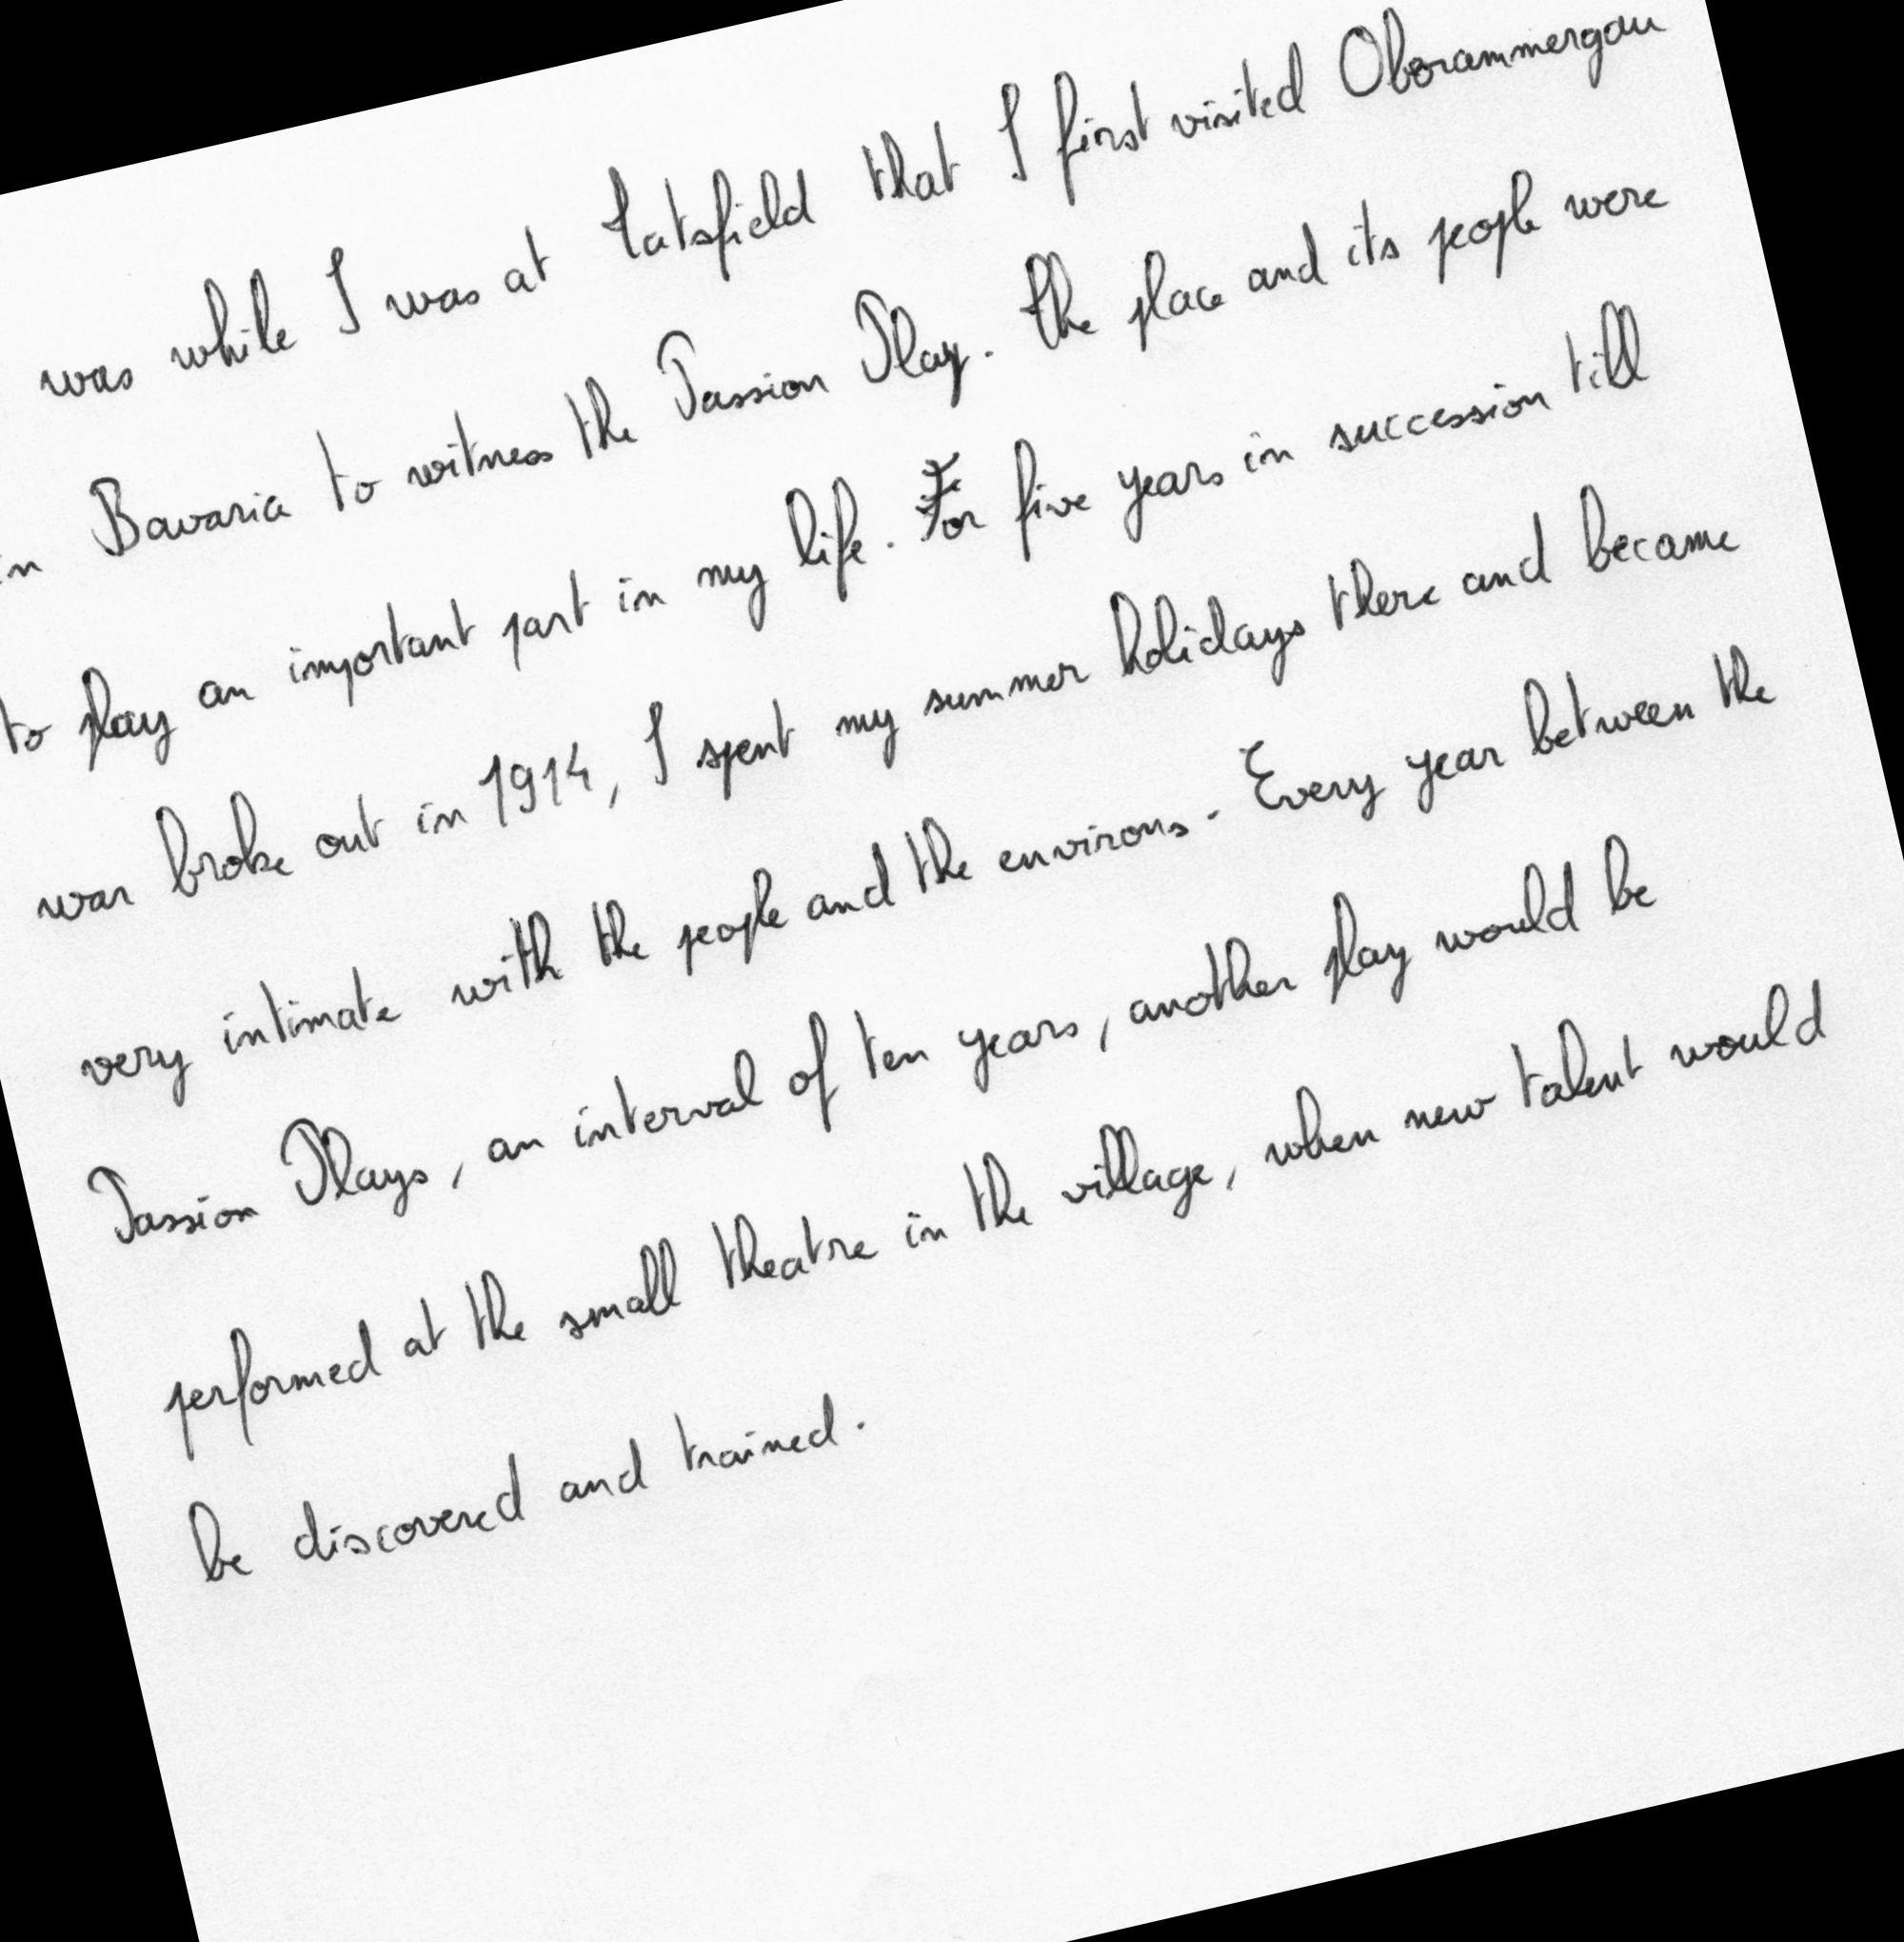 was while I was at Tatsfield that I first visited Oberammergau
in Bavaria to witness the Passion Play. The place and its people were
to play an important part in my life. For five years in succession till
war broke out in 1914, I spent my summer holidays there and became
very intimate with the people and the environs. Every year between the
Passion Plays, an interval of ten years, another play would be
performed at the small theatre in the village, when new talent would
be discovered and trained.